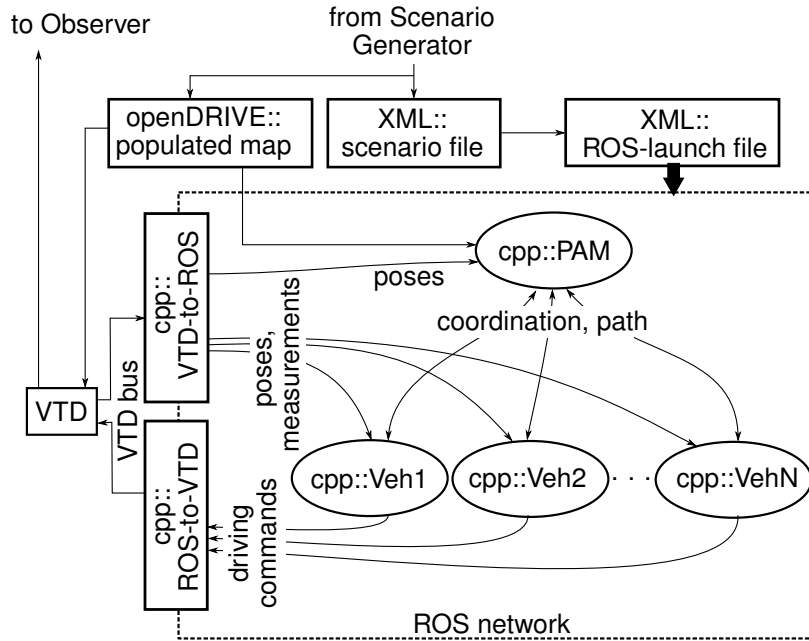 to Observer
from Scenario
Generator
openDRIVE::
populated map
XML::
scenario file
XML::
ROS-launch file
cpp::
VTD-to-ROS
cpp::PAM
poses
coordination, path
poses,
measurements
VTD bus
VTD
cpp::Veh1
cpp::Veh2
. . .
cpp::VehN
cpp::
ROS-to-VTD
driving
commands
ROS network